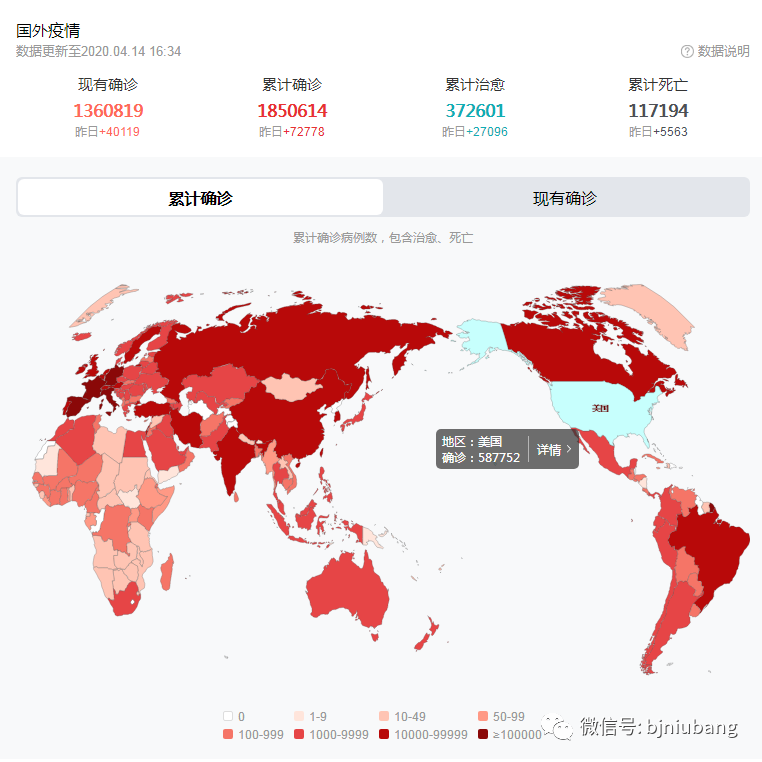 国外疫情
数据更新至2020.04.14 16:34
? 数据说明
现有确诊 累计确诊 累计治愈 累计死亡
1360819 1850614 372601 117194
昨日+40119 昨日+72778 昨日+27096 昨日+5563
累计确诊 现有确诊
累计确诊病例数，包含治愈、死亡
美国
地区：美国
确诊：587752
详情 >
0 1-9 10-49 50-99
100-999 1000-9999 10000-99999 ≥100000
微信号: bjniubang